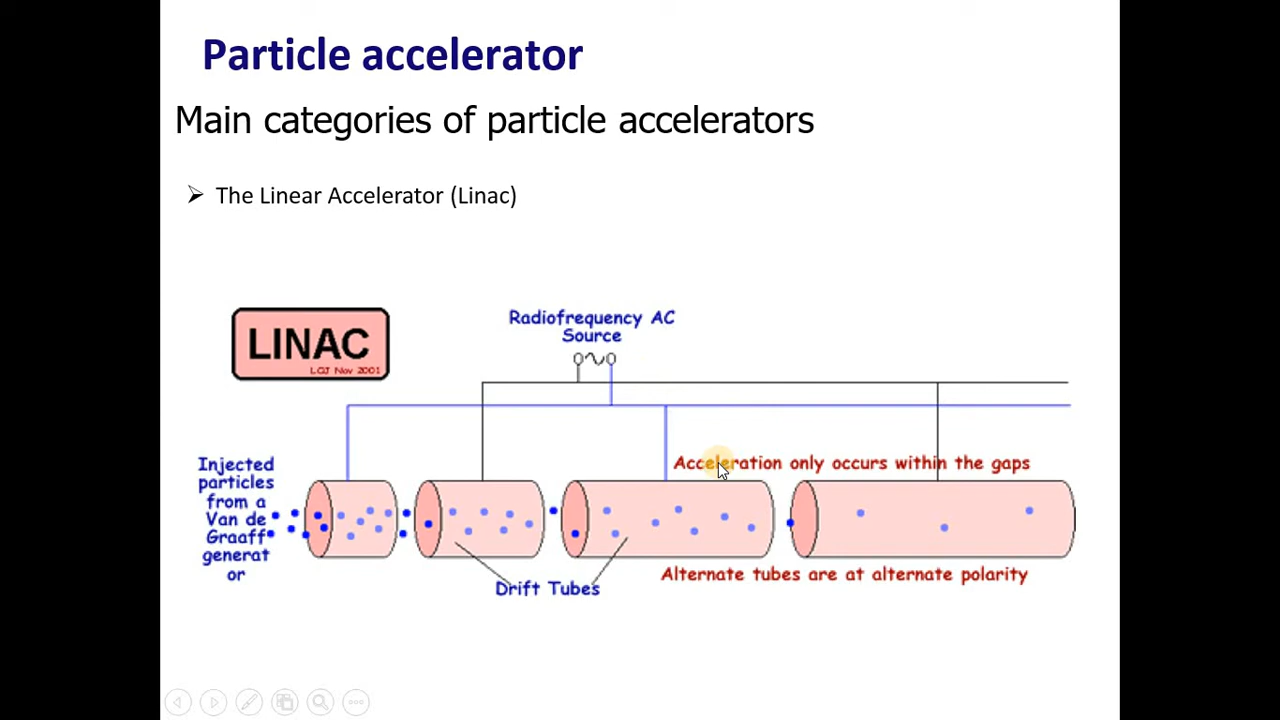 Particle accelerator
Main categories of particle accelerators
The Linear Accelerator (Linac)
Radiofrequency AC
Source
LINAC
LGJ Nov 2001
Injected
particles
from a
Van de
Graaff
generat
or
Acceleration only occurs within the gaps
Alternate tubes are at alternate polarity
Drift Tubes